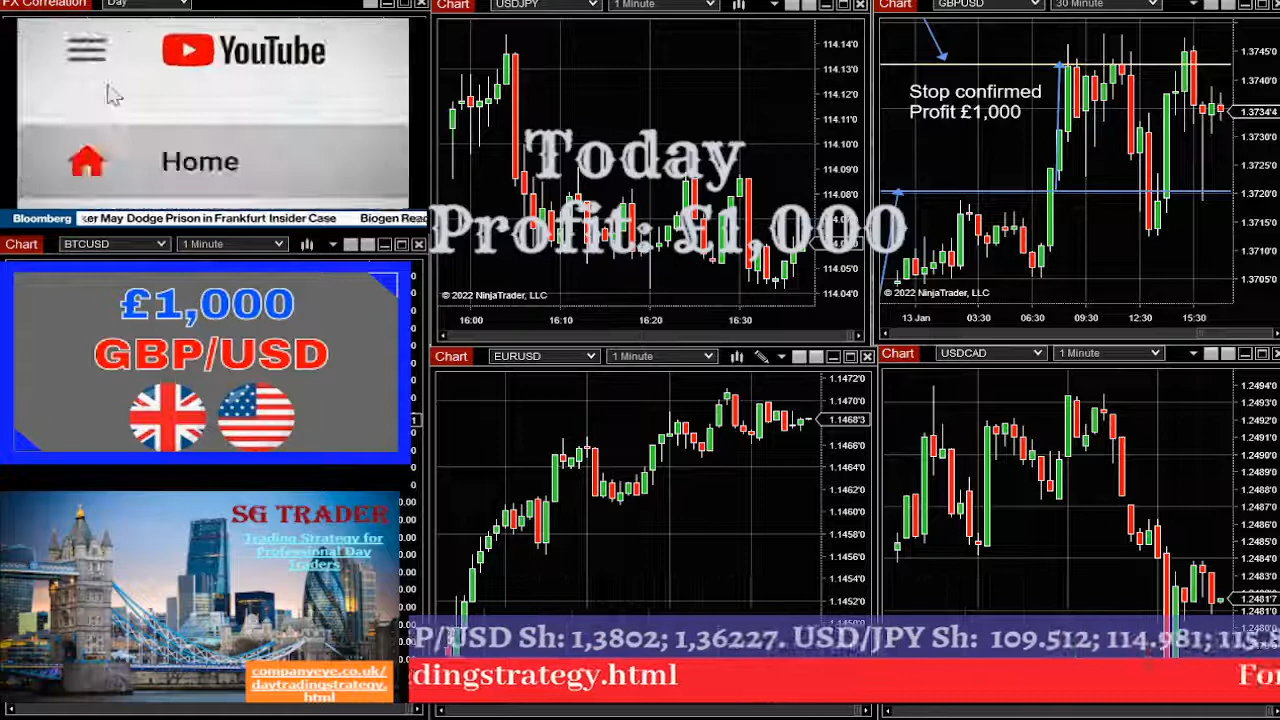 FX Correlation
Day
YouTube
Home
Bloomberg
ker May Dodge Prison in Frankfurt Insider Case
Biogen Read
Chart
BTCUSD
1 Minute
£1,000
GBP/USD
SG TRADER
Trading Strategy for
Professional Day
Traders
companyeye.co.uk/
daytradingstrategy.
html
Chart
USDJPY
1 Minute
114.14'0
114.13'0
114.12'0
114.11'0
114.10'0
114.09'0
114.08'0
114.07'0
114.05'0
114.04'0
Today
Profit: £1,000
© 2022 NinjaTrader, LLC
16:00
16:10
16:20
16:30
Chart
GBPUSD
30 Minute
Stop confirmed
Profit £1,000
1.3745'0
1.3740'0
1.3734'4
1.3725'0
1.3720'0
1.3715'0
1.3710'0
1.3705'0
© 2022 NinjaTrader, LLC
13 Jan
03:30
06:30
09:30
12:30
15:30
Chart
EURUSD
1 Minute
1.1472'0
1.1470'0
1.1468'3
1.1466'0
1.1464'0
1.1462'0
1.1460'0
1.1458'0
1.1456'0
1.1454'0
1.1452'0
1.1450'0
Chart
USDCAD
1 Minute
1.2494'0
1.2493'0
1.2492'0
1.2491'0
1.2490'0
1.2489'0
1.2488'0
1.2487'0
1.2486'0
1.2485'0
1.2484'0
1.2483'0
1.2481'7
1.2481'0
1.2480'0
P/USD Sh: 1,3802; 1,36227. USD/JPY Sh: 109.512; 114.081; 115.8
dingstrategy.html
For